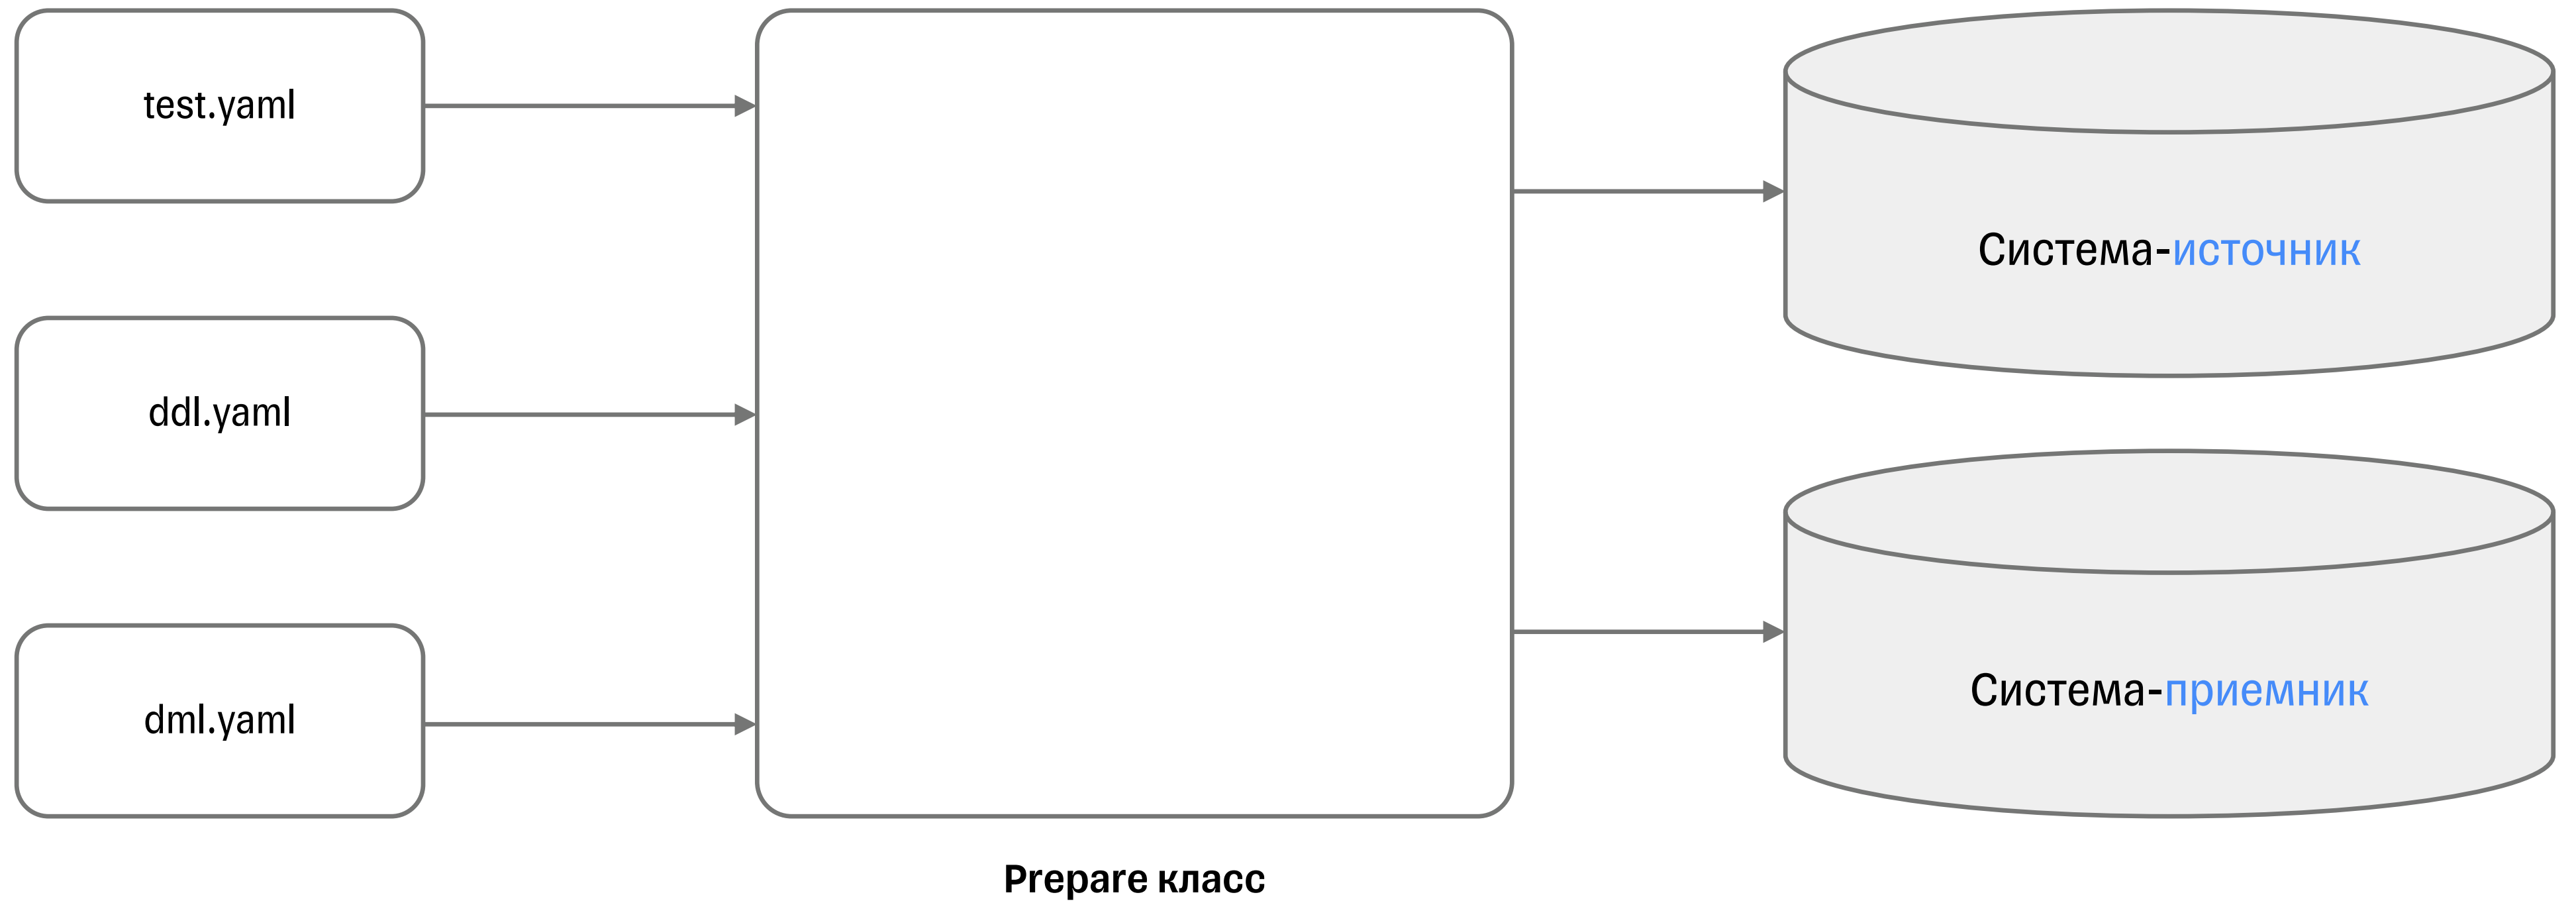 test.yaml
ddl.yaml
dml.yaml
Prepare класс
Система-источник
Система-приемник